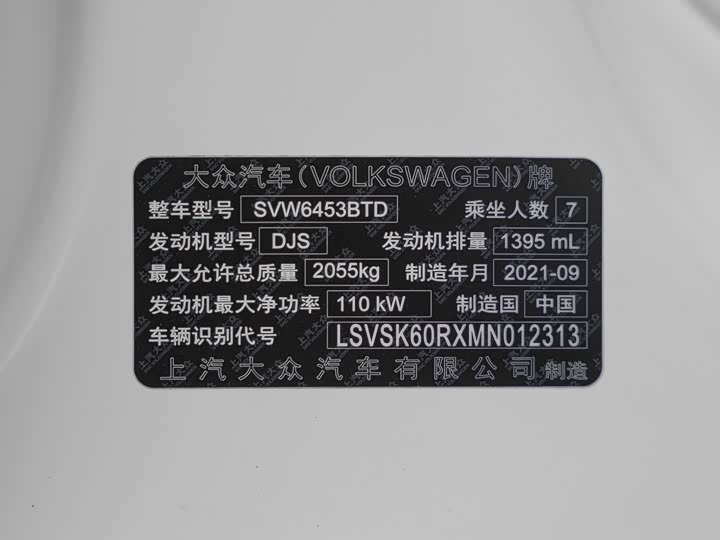 大众汽车(VOLKSWAGEN)牌
整车型号 SVW6453BTD 乘坐人数 7
发动机型号 DJS 发动机排量 1395 mL
最大允许总质量 2055kg 制造年月 2021-09
发动机最大净功率 110 kW 制造国 中国
车辆识别代号 LSVSK60RXMN012313
上汽大众汽车有限公司 制造